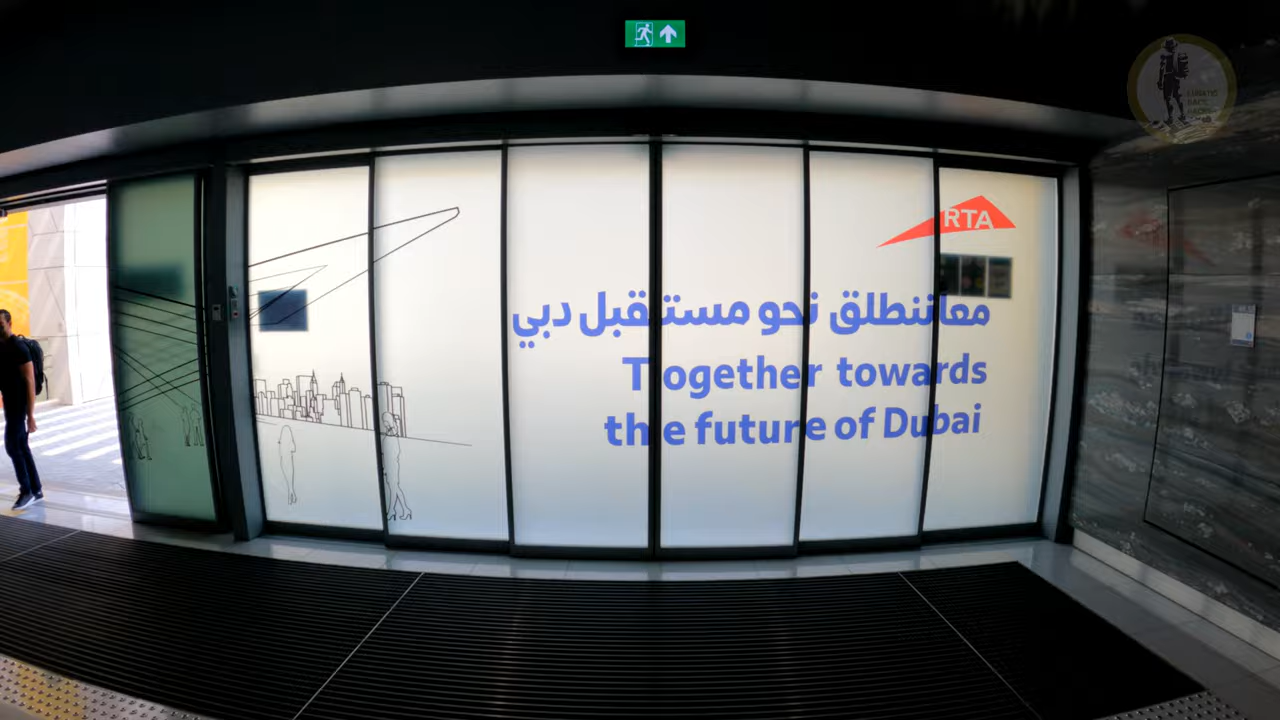 RTA
معاً ننطلق نحو مستقبل دبي
Together towards
the future of Dubai